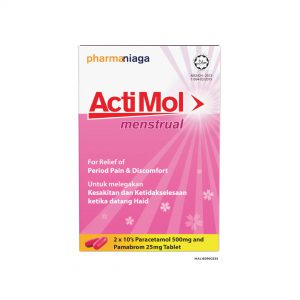 pharmaniaga
ActiMol
menstrual
For Relief of
Period Pain & Discomfort
Untuk melegakan
Kesakitan dan Ketidakselesaan
ketika datang Haid
2 x 10's Paracetamol 500mg and
Pamabrom 25mg Tablet